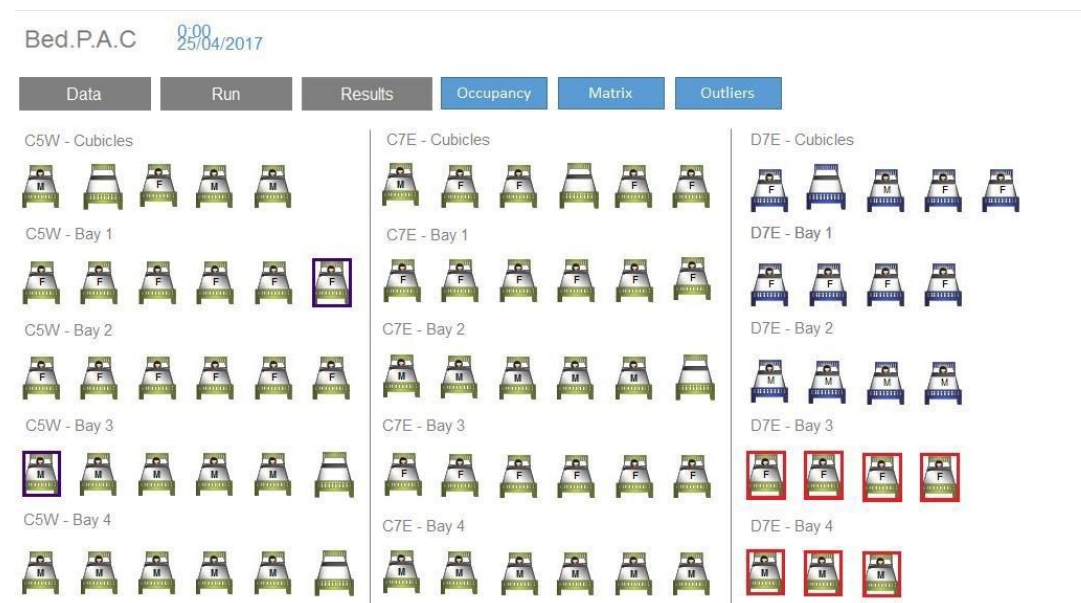 Bed.P.A.C
0:00
25/04/2017
Data Run Results Occupancy Matrix Outliers
C5W - Cubicles C7E - Cubicles D7E - Cubicles
M F M M M F F F F F M F F
C5W - Bay 1 C7E - Bay 1 D7E - Bay 1
F F F F F F F F F F F F F F F F
C5W - Bay 2 C7E - Bay 2 D7E - Bay 2
F F F F F F M M M M M M M M M
C5W - Bay 3 C7E - Bay 3 D7E - Bay 3
M M M M M F F F F F F F F F F
C5W - Bay 4 C7E - Bay 4 D7E - Bay 4
M M M M M M M M M M M M M M